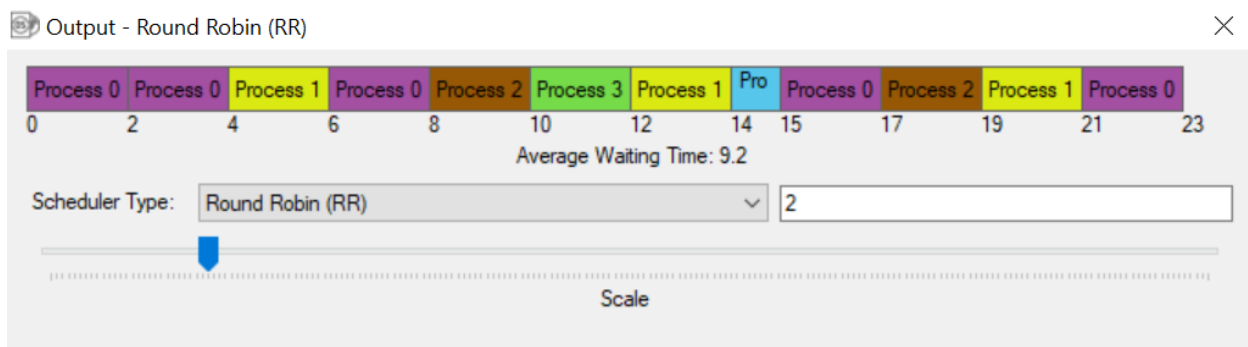 Output - Round Robin (RR)
Process 0 Process 0 Process 1 Process 0 Process 2 Process 3 Process 1 Pro Process 0 Process 2 Process 1 Process 0
0 2 4 6 8 10 12 14 15 17 19 21 23
Average Waiting Time: 9.2
Scheduler Type: Round Robin (RR) 2
Scale